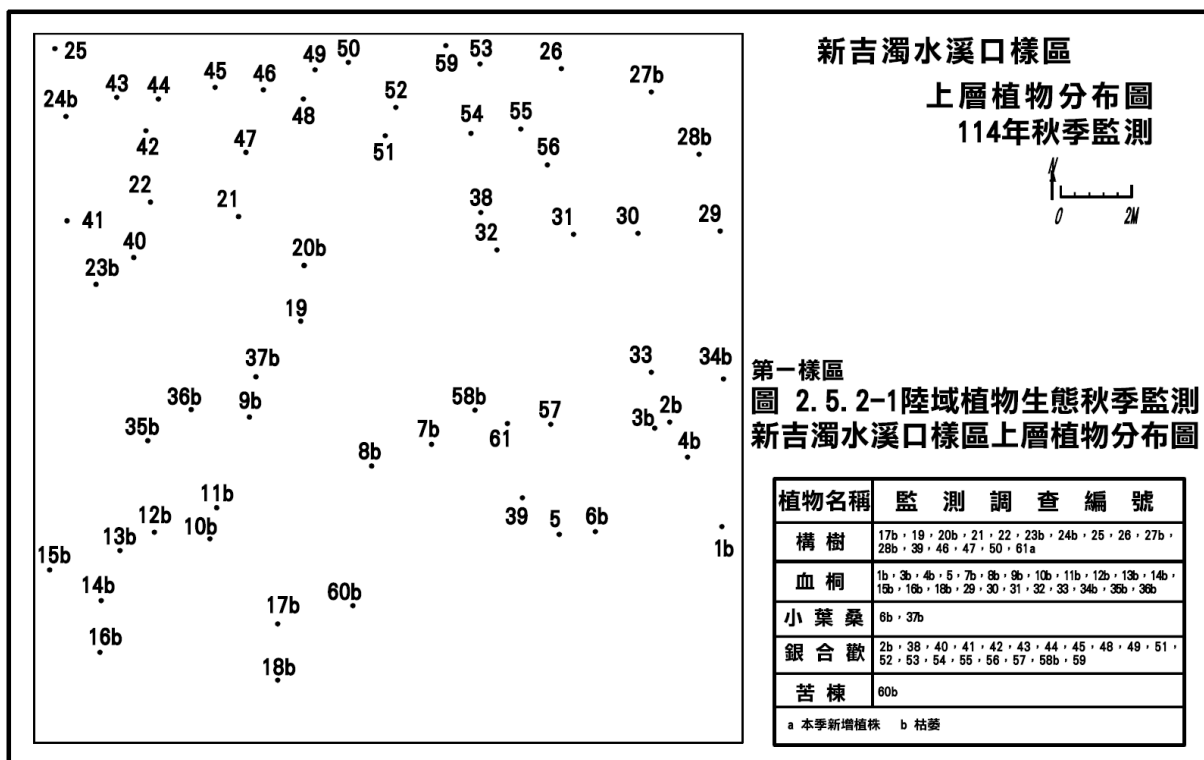 新吉濁水溪口樣區
上層植物分布圖
114年秋季監測
N
0 2M
25
43 44 45 46 49 50 59 53 26
24b 48 52 27b
42 47 51 54 55
56 28b
22 21 38
41 32 31 30 29
40 20b
23b
19
37b 33 34b
36b 9b 58b 57 2b
35b 7b 61 3b
8b 4b
11b
12b 10b 39 5 6b
13b 1b
15b
14b 17b 60b
16b
18b
第一樣區
圖 2.5.2-1陸域植物生態秋季監測
新吉濁水溪口樣區上層植物分布圖
植物名稱 監測調查編號
構樹 17b，19，20b，21，22，23b，24b，25，26，27b，
28b，39，46，47，50，61a
血桐 1b，3b，4b，5，7b，8b，9b，10b，11b，12b，13b，14b，
15b，16b，18b，29，30，31，32，33，34b，35b，36b
小葉桑 6b，37b
銀合歡 2b，38，40，41，42，43，44，45，48，49，51，
52，53，54，55，56，57，58b，59
苦楝 60b
a 本季新增植株 b 枯萎